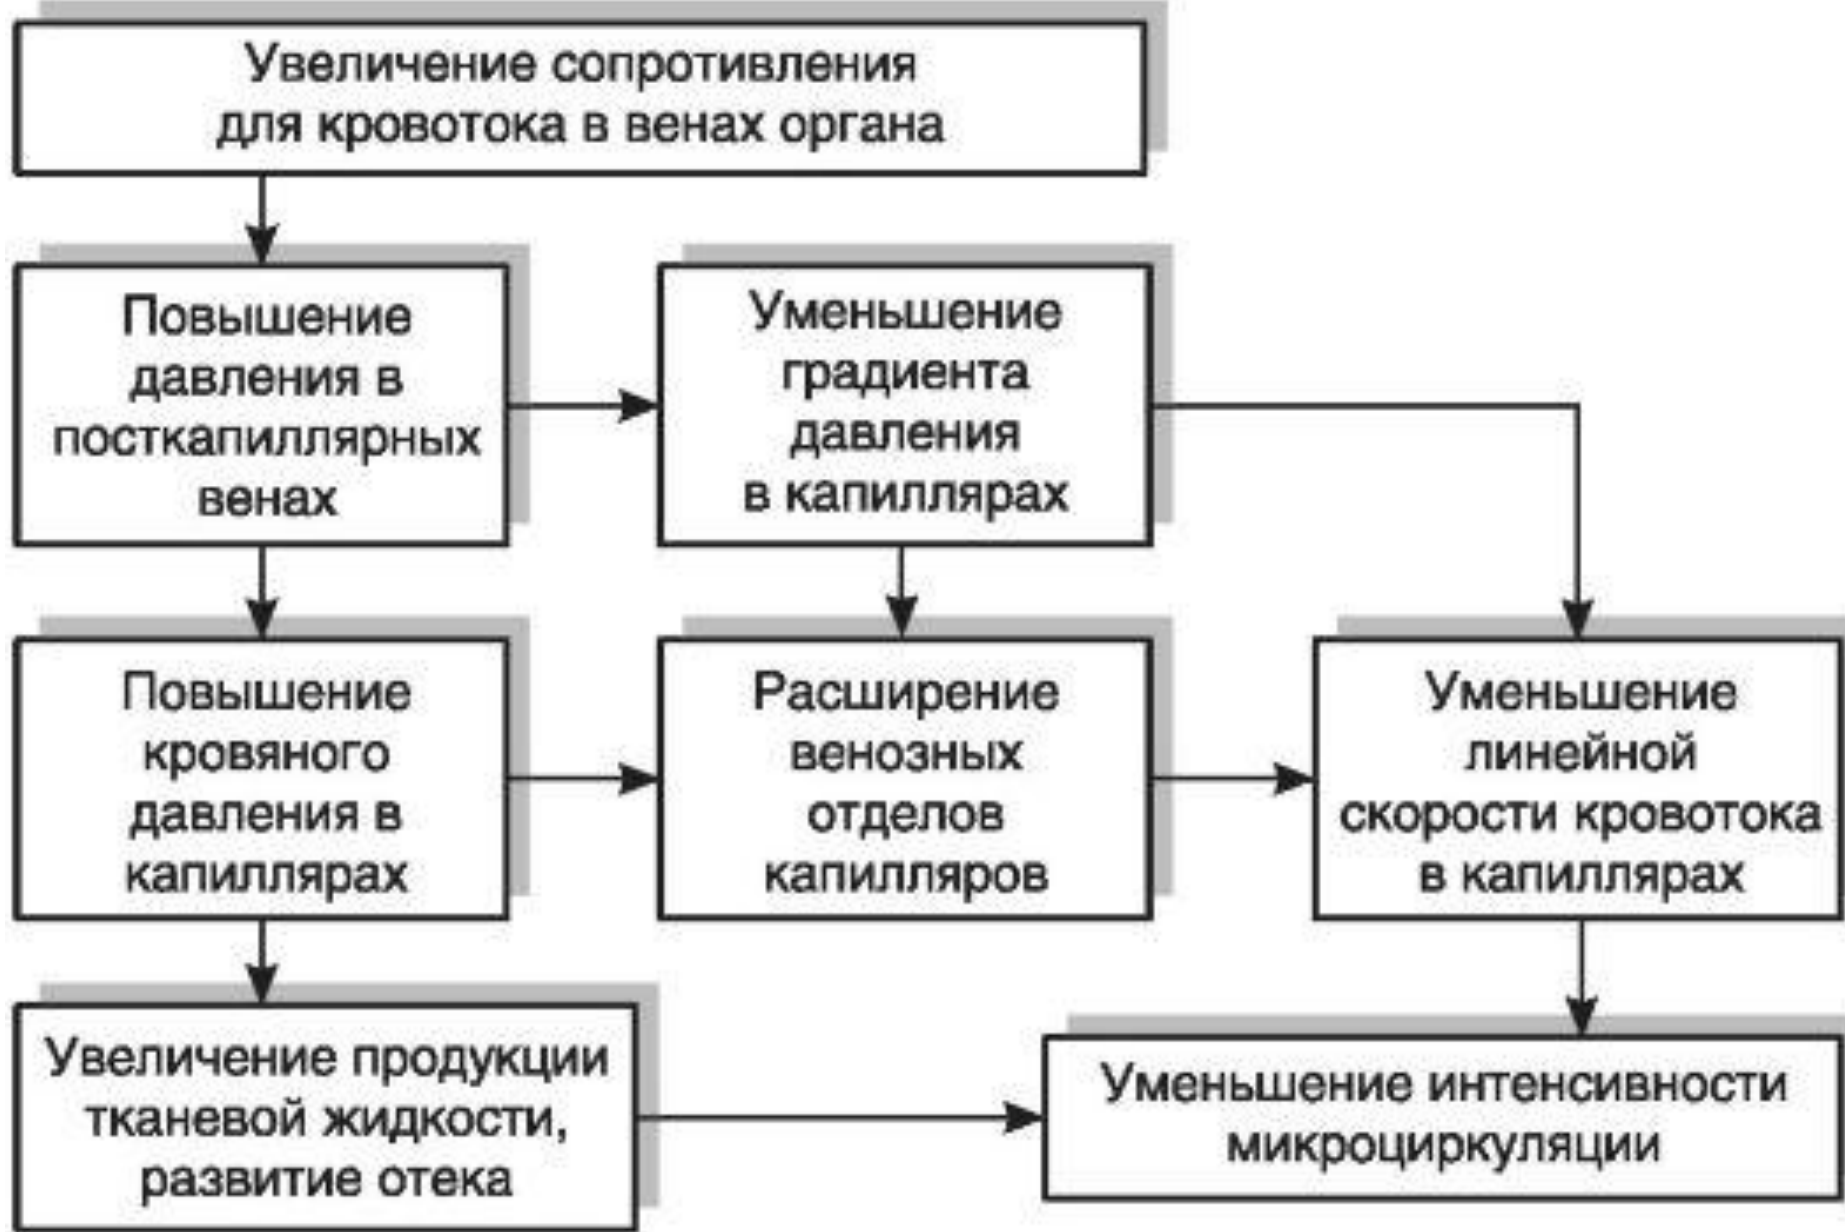 Увеличение сопротивления
для кровотока в венах органа
Повышение
давления в
посткапиллярных
венах
Уменьшение
градиента
давления
в капиллярах
Повышение
кровяного
давления в
капиллярах
Расширение
венозных
отделов
капилляров
Уменьшение
линейной
скорости кровотока
в капиллярах
Увеличение продукции
тканевой жидкости,
развитие отека
Уменьшение интенсивности
микроциркуляции